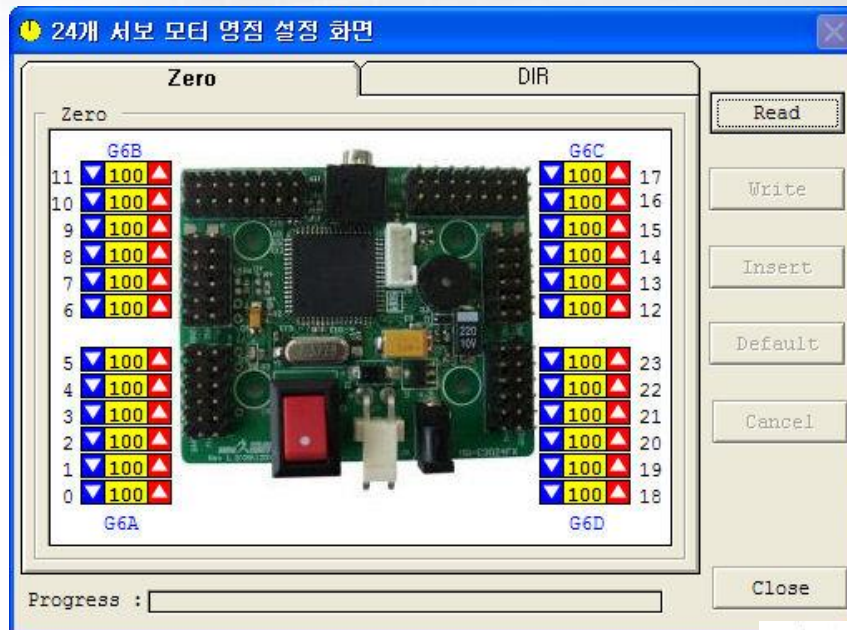 24개 서보 모터 영점 설정 화면
Zero
DIR
Zero
G6B
G6C
11 100
10 100
9 100
8 100
7 100
6 100
100 17
100 16
100 15
100 14
100 13
100 12
5 100
4 100
3 100
2 100
1 100
0 100
100 23
100 22
100 21
100 20
100 19
100 18
G6A
G6D
220
10V
Read
Write
Insert
Default
Cancel
Close
Progress :